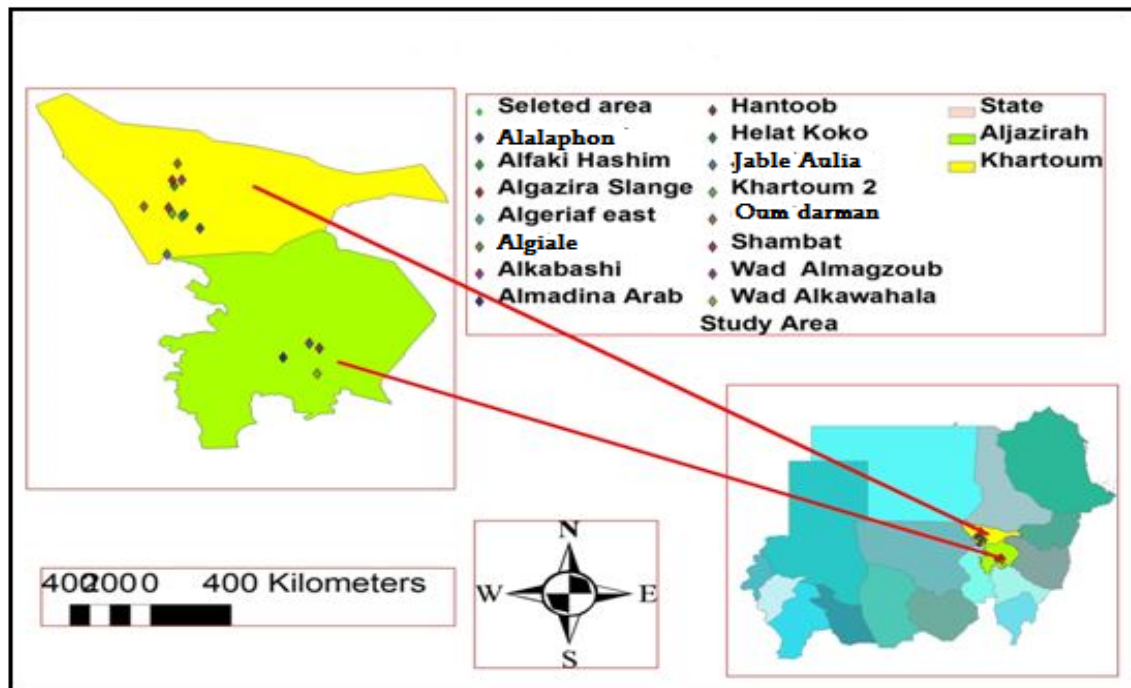 Seleted area
Alalaphon
Alfaki Hashim
Algazira Slange
Algeriaf east
Algiale
Alkabashi
Almadina Arab
Hantoob
Helat Koko
Jable Aulia
Khartoum 2
Oum darman
Shambat
Wad Almagzoub
Wad Alkawahala
State
Aljazirah
Khartoum
Study Area
N
W E
S
0 400 Kilometers